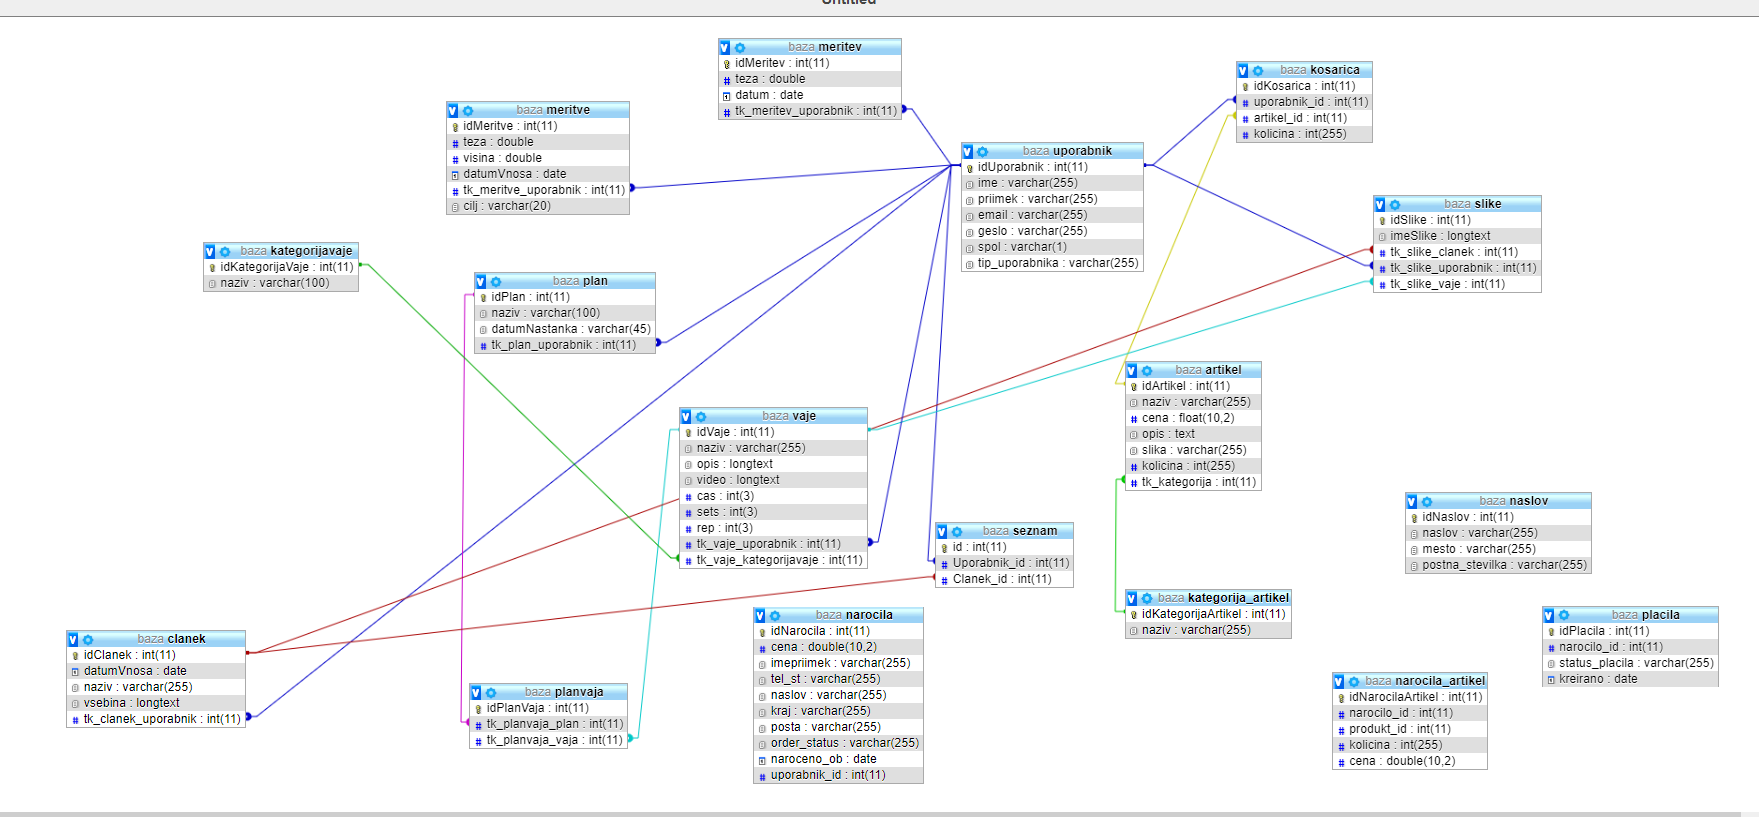 Untitled
baza meritev
idMeritev : int(11)
teza : double
datum : date
tk_meritev_uporabnik : int(11)
baza kosarica
idKosarica : int(11)
uporabnik_id : int(11)
artikel_id : int(11)
kolicina : int(255)
baza meritve
idMeritve : int(11)
teza : double
visina : double
datumVnosa : date
tk_meritve_uporabnik : int(11)
cilj : varchar(20)
baza uporabnik
idUporabnik : int(11)
ime : varchar(255)
priimek : varchar(255)
email : varchar(255)
geslo : varchar(255)
spol : varchar(1)
tip_uporabnika : varchar(255)
baza slike
idSlike : int(11)
imeSlike : longtext
tk_slike_clanek : int(11)
tk_slike_uporabnik : int(11)
tk_slike_vaje : int(11)
baza kategorijavaje
idKategorijaVaje : int(11)
naziv : varchar(100)
baza plan
idPlan : int(11)
naziv : varchar(100)
datumNastanka : varchar(45)
tk_plan_uporabnik : int(11)
baza artikel
idArtikel : int(11)
naziv : varchar(255)
cena : float(10,2)
opis : text
slika : varchar(255)
kolicina : int(255)
tk_kategorija : int(11)
baza vaje
idVaje : int(11)
naziv : varchar(255)
opis : longtext
video : longtext
cas : int(3)
sets : int(3)
rep : int(3)
tk_vaje_uporabnik : int(11)
tk_vaje_kategorijavaje : int(11)
baza naslov
idNaslov : int(11)
naslov : varchar(255)
mesto : varchar(255)
postna_stevilka : varchar(255)
baza seznam
id : int(11)
Uporabnik_id : int(11)
Clanek_id : int(11)
baza kategorija_artikel
idKategorijaArtikel : int(11)
naziv : varchar(255)
baza narocila
idNarocila : int(11)
cena : double(10,2)
imepriimek : varchar(255)
tel_st : varchar(255)
naslov : varchar(255)
kraj : varchar(255)
posta : varchar(255)
order_status : varchar(255)
naroceno_ob : date
uporabnik_id : int(11)
baza placila
idPlacila : int(11)
narocilo_id : int(11)
status_placila : varchar(255)
kreirano : date
baza clanek
idClanek : int(11)
datumVnosa : date
naziv : varchar(255)
vsebina : longtext
tk_clanek_uporabnik : int(11)
baza narocila_artikel
idNarocilaArtikel : int(11)
narocilo_id : int(11)
produkt_id : int(11)
kolicina : int(255)
cena : double(10,2)
baza planvaja
idPlanVaja : int(11)
tk_planvaja_plan : int(11)
tk_planvaja_vaja : int(11)